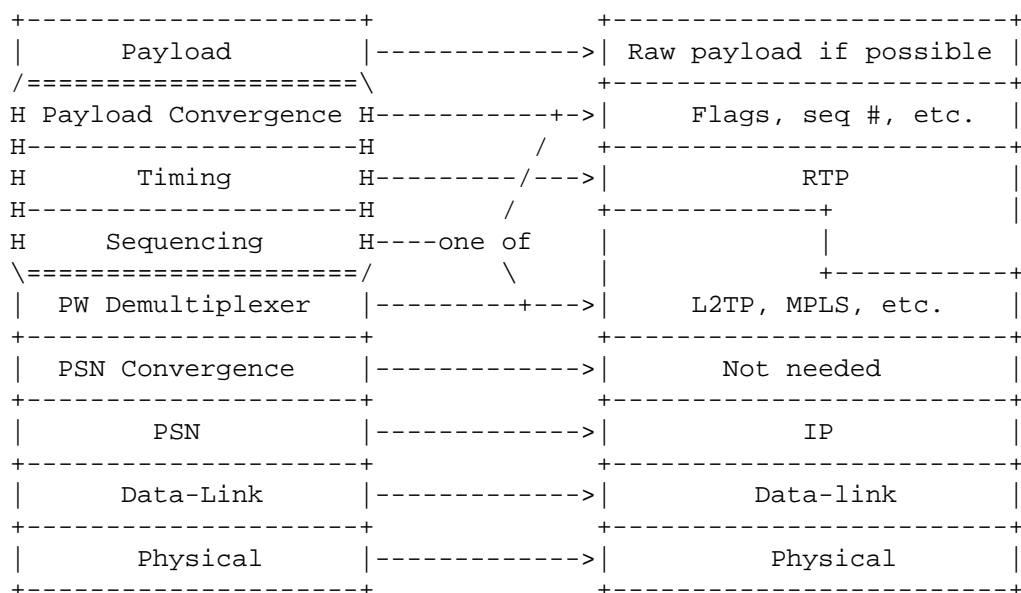 Payload Raw payload if possible
Payload Convergence Flags, seq #, etc.
Timing RTP
Sequencing one of
PW Demultiplexer L2TP, MPLS, etc.
PSN Convergence Not needed
PSN IP
Data-Link Data-link
Physical Physical